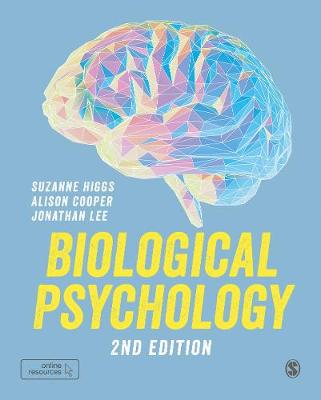 SUZANNE HIGGS
ALISON COOPER
JONATHAN LEE
BIOLOGICAL
PSYCHOLOGY
2ND EDITION
online
resources
S